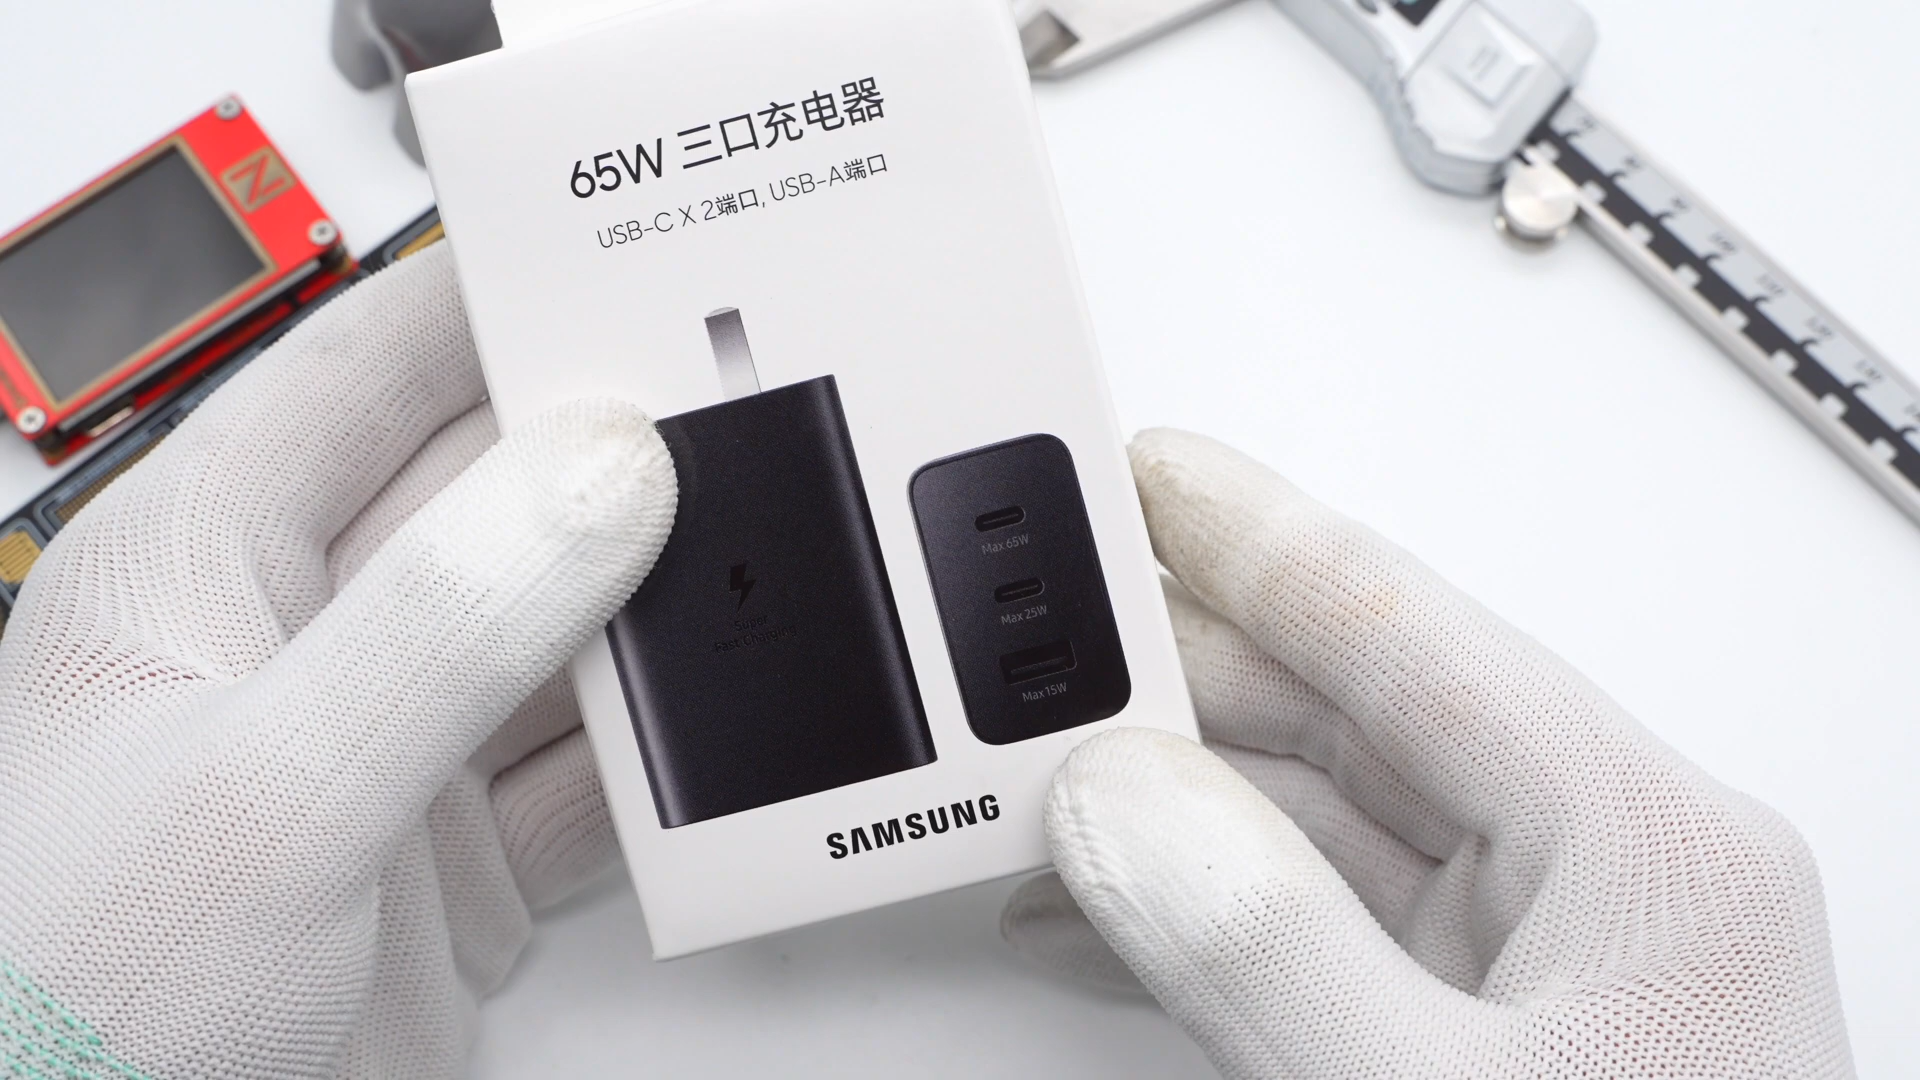 65W 三口充电器
USB-C X 2端口, USB-A端口
Max 65W
Max 25W
Max 15W
Super
Fast Charging
SAMSUNG